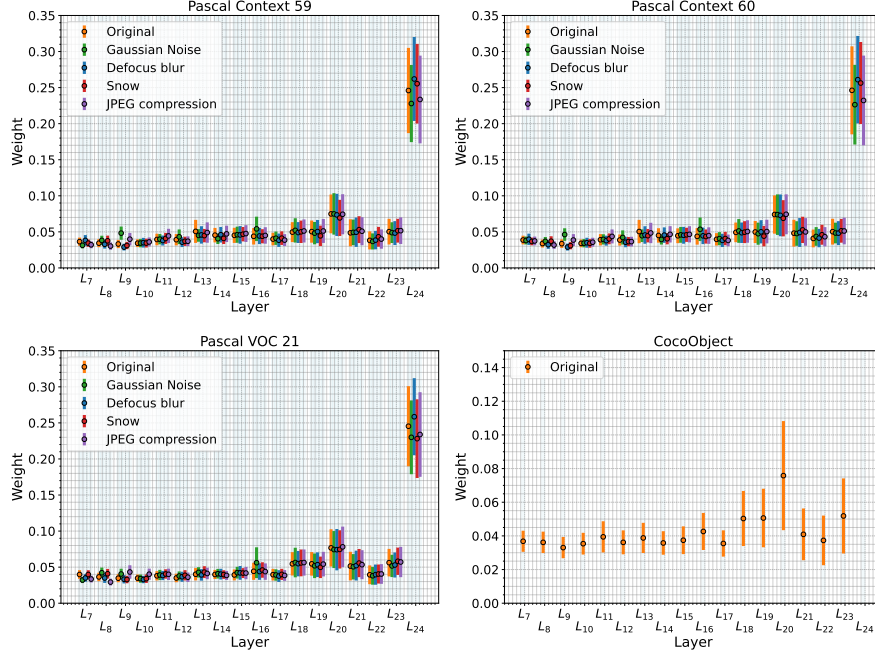 Pascal Context 59
0.35
0.30
0.25
0.20
0.15
0.10
0.05
0.00
Weight
Original
Gaussian Noise
Defocus blur
Snow
JPEG compression
L7 L8 L9 L10 L11 L12 L13 L14 L15 L16 L17 L18 L19 L20 L21 L22 L23 L24
Layer
Pascal Context 60
0.35
0.30
0.25
0.20
0.15
0.10
0.05
0.00
Weight
Original
Gaussian Noise
Defocus blur
Snow
JPEG compression
L7 L8 L9 L10 L11 L12 L13 L14 L15 L16 L17 L18 L19 L20 L21 L22 L23 L24
Layer
Pascal VOC 21
0.35
0.30
0.25
0.20
0.15
0.10
0.05
0.00
Weight
Original
Gaussian Noise
Defocus blur
Snow
JPEG compression
L7 L8 L9 L10 L11 L12 L13 L14 L15 L16 L17 L18 L19 L20 L21 L22 L23 L24
Layer
CocoObject
0.14
0.12
0.10
0.08
0.06
0.04
0.02
0.00
Weight
Original
L7 L8 L9 L10 L11 L12 L13 L14 L15 L16 L17 L18 L19 L20 L21 L22 L23 L24
Layer